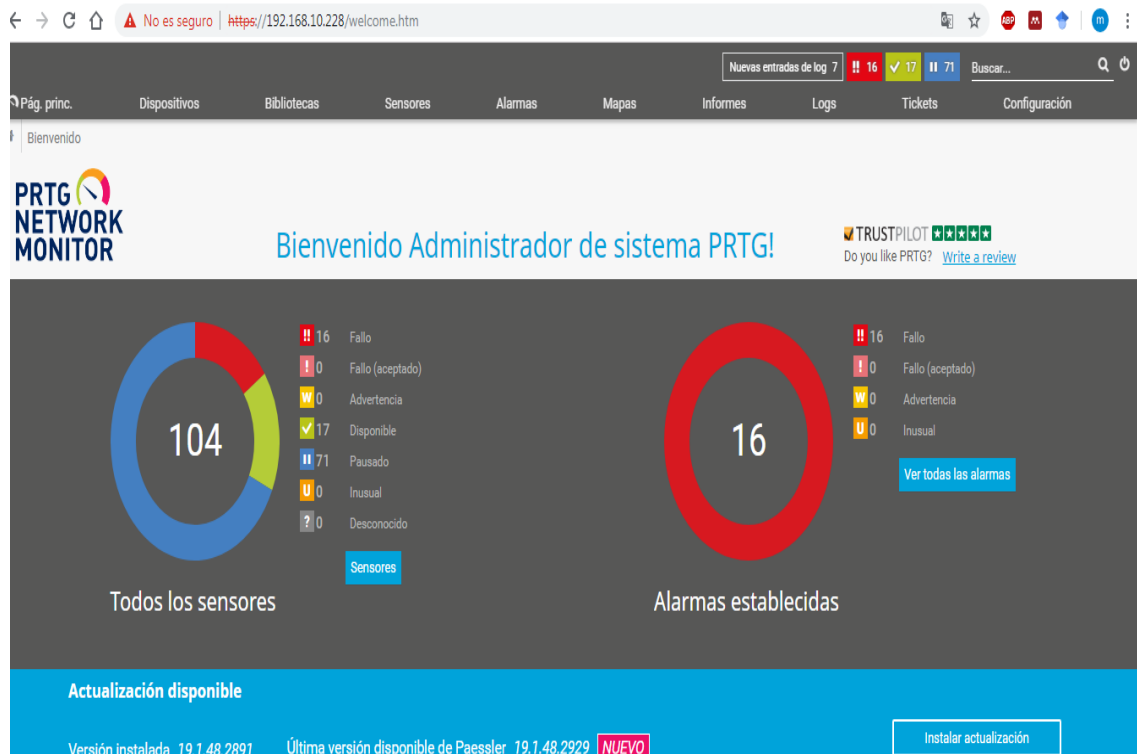 No es seguro | https://192.168.10.228/welcome.htm
ABP
m
Nuevas entradas de log 7
!! 16
17
71
Buscar...
Pág. princ.
Dispositivos
Bibliotecas
Sensores
Alarmas
Mapas
Informes
Logs
Tickets
Configuración
Bienvenido
PRTG
NETWORK
MONITOR
Bienvenido Administrador de sistema PRTG!
TRUSTPILOT
Do you like PRTG? Write a review
104
!! 16 Fallo
! 0 Fallo (aceptado)
W 0 Advertencia
17 Disponible
71 Pausado
U 0 Inusual
? 0 Desconocido
Sensores
Todos los sensores
16
!! 16 Fallo
! 0 Fallo (aceptado)
W 0 Advertencia
U 0 Inusual
Ver todas las alarmas
Alarmas establecidas
Actualización disponible
Versión instalada 19.1.48.2891
Última versión disponible de Paessler 19.1.48.2929 NUEVO
Instalar actualización